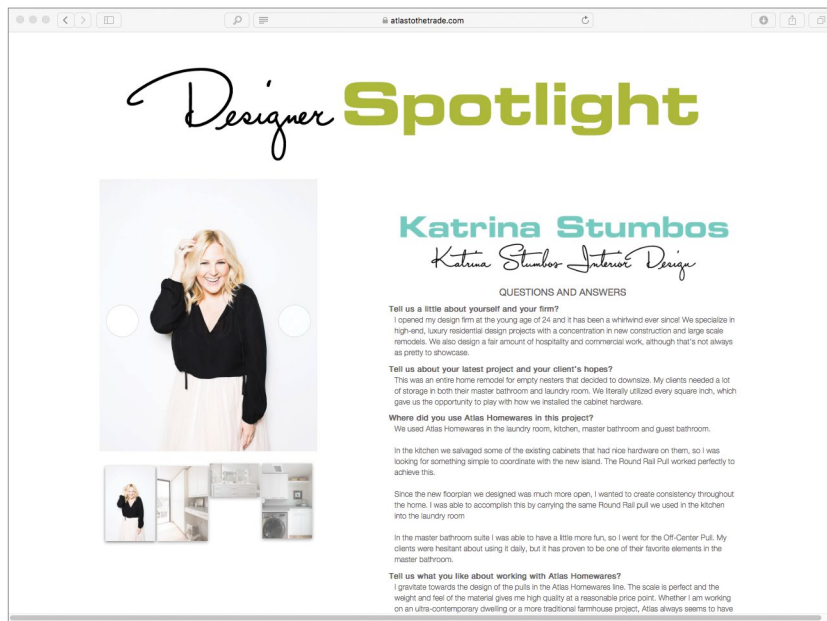 atlastothetrade.com
Designer Spotlight
Katrina Stumbos
Katrina Stumbos Interior Design
QUESTIONS AND ANSWERS
Tell us a little about yourself and your firm?
I opened my design firm at the young age of 24 and it has been a whirlwind ever since! We specialize in
high-end, luxury residential design projects with a concentration in new construction and large scale
remodels. We also design a fair amount of hospitality and commercial work, although that's not always
as pretty to showcase.
Tell us about your latest project and your client's hopes?
This was an entire home remodel for empty nesters that decided to downsize. My clients needed a lot
of storage in both their master bathroom and laundry room. We literally utilized every square inch, which
gave us the opportunity to play with how we installed the cabinet hardware.
Where did you use Atlas Homewares in this project?
We used Atlas Homewares in the laundry room, kitchen, master bathroom and guest bathroom.
In the kitchen we salvaged some of the existing cabinets that had nice hardware on them, so I was
looking for something simple to coordinate with the new island. The Round Rail Pull worked perfectly to
achieve this.
Since the new floorplan we designed was much more open, I wanted to create consistency throughout
the home. I was able to accomplish this by carrying the same Round Rail pull we used in the kitchen
into the laundry room
In the master bathroom suite I was able to have a little more fun, so I went for the Off-Center Pull. My
clients were hesitant about using it daily, but it has proven to be one of their favorite elements in the
master bathroom.
Tell us what you like about working with Atlas Homewares?
I gravitate towards the design of the pulls in the Atlas Homewares line. The scale is perfect and the
weight and feel of the material gives me high quality at a reasonable price point. Whether I am working
on an ultra-contemporary dwelling or a more traditional farmhouse project, Atlas always seems to have